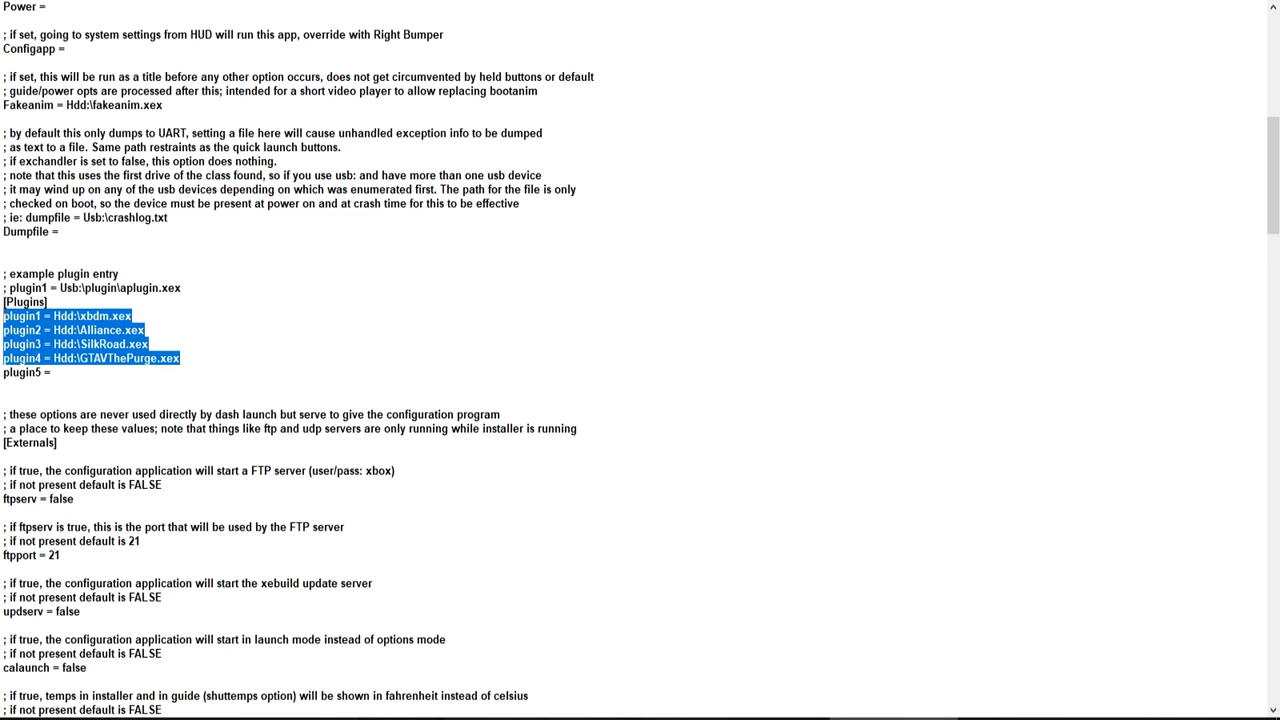 Power =
; if set, going to system settings from HUD will run this app, override with Right Bumper
Configapp =
; if set, this will be run as a title before any other option occurs, does not get circumvented by held buttons or default
; guide/power opts are processed after this; intended for a short video player to allow replacing bootanim
Fakeanim = Hdd:\fakeanim.xex
; by default this only dumps to UART, setting a file here will cause unhandled exception info to be dumped
; as text to a file. Same path restraints as the quick launch buttons.
; if exchandler is set to false, this option does nothing.
; note that this uses the first drive of the class found, so if you use usb: and have more than one usb device
; it may wind up on any of the usb devices depending on which was enumerated first. The path for the file is only
; checked on boot, so the device must be present at power on and at crash time for this to be effective
; ie: dumpfile = Usb:\crashlog.txt
Dumpfile =
; example plugin entry
; plugin1 = Usb:\plugin\aplugin.xex
[Plugins]
plugin1 = Hdd:\xbdm.xex
plugin2 = Hdd:\Alliance.xex
plugin3 = Hdd:\SilkRoad.xex
plugin4 = Hdd:\GTAVThePurge.xex
plugin5 =
; these options are never used directly by dash launch but serve to give the configuration program
; a place to keep these values; note that things like ftp and udp servers are only running while installer is running
[Externals]
; if true, the configuration application will start a FTP server (user/pass: xbox)
; if not present default is FALSE
ftpserv = false
; if ftpserv is true, this is the port that will be used by the FTP server
; if not present default is 21
ftpport = 21
; if true, the configuration application will start the xebuild update server
; if not present default is FALSE
updserv = false
; if true, the configuration application will start in launch mode instead of options mode
; if not present default is FALSE
calaunch = false
; if true, temps in installer and in guide (shuttemps option) will be shown in fahrenheit instead of celsius
; if not present default is FALSE